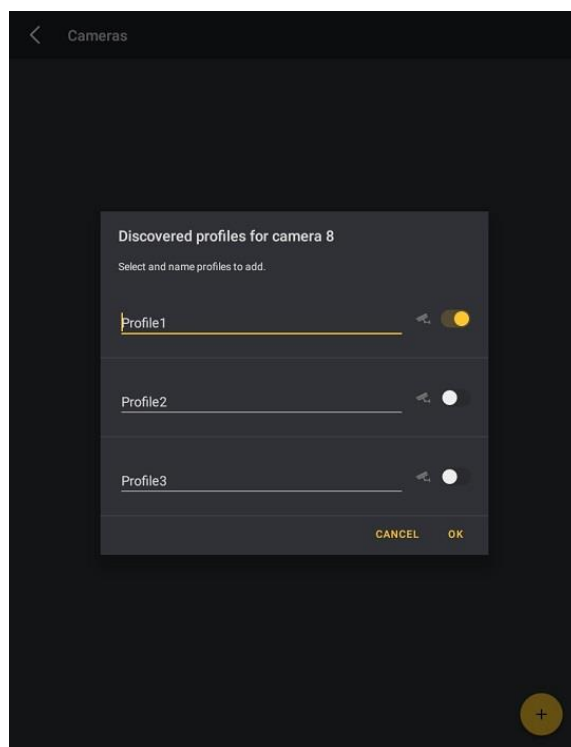 Cameras
Discovered profiles for camera 8
Select and name profiles to add.
Profile1
Profile2
Profile3
CANCEL OK
+